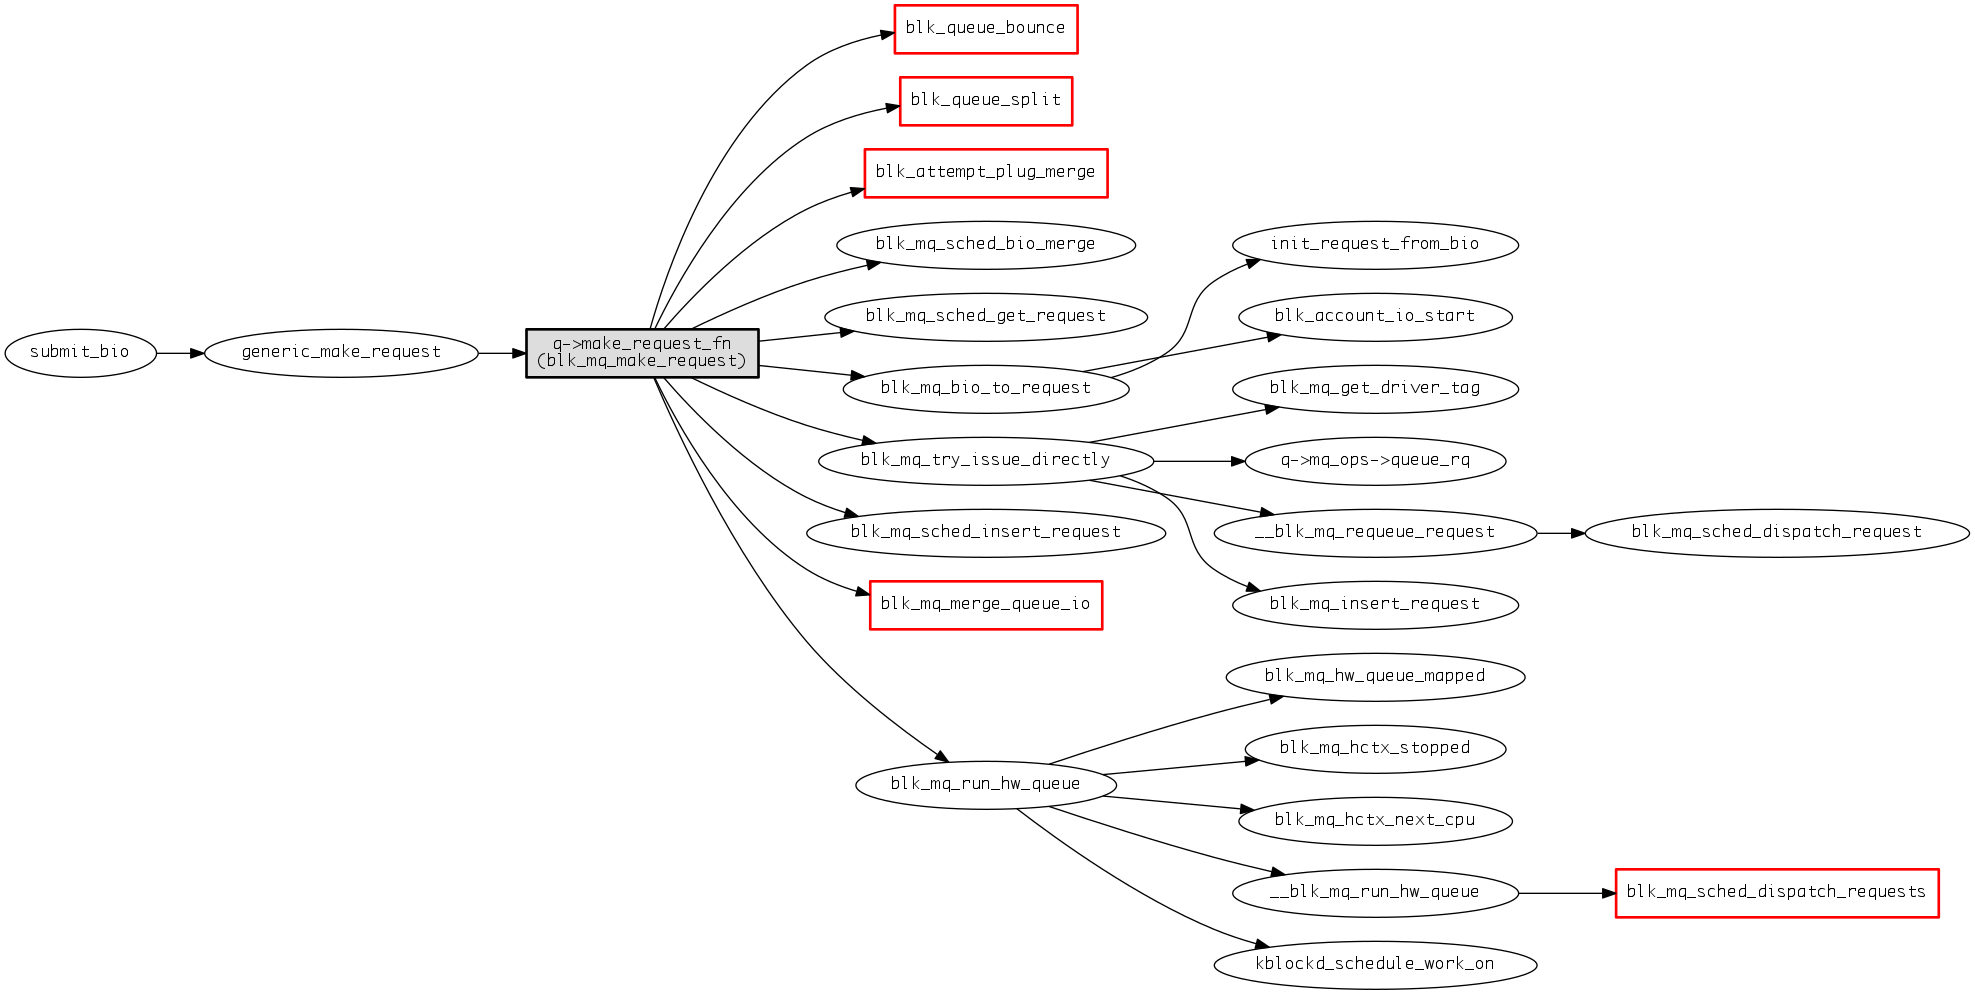 submit_bio
generic_make_request
q->make_request_fn
(blk_mq_make_request)
blk_queue_bounce
blk_queue_split
blk_attempt_plug_merge
blk_mq_sched_bio_merge
blk_mq_sched_get_request
blk_mq_bio_to_request
blk_mq_try_issue_directly
blk_mq_sched_insert_request
blk_mq_merge_queue_io
blk_mq_run_hw_queue
init_request_from_bio
blk_account_io_start
blk_mq_get_driver_tag
q->mq_ops->queue_rq
__blk_mq_requeue_request
blk_mq_insert_request
blk_mq_hw_queue_mapped
blk_mq_hctx_stopped
blk_mq_hctx_next_cpu
__blk_mq_run_hw_queue
kblockd_schedule_work_on
blk_mq_sched_dispatch_request
blk_mq_sched_dispatch_requests